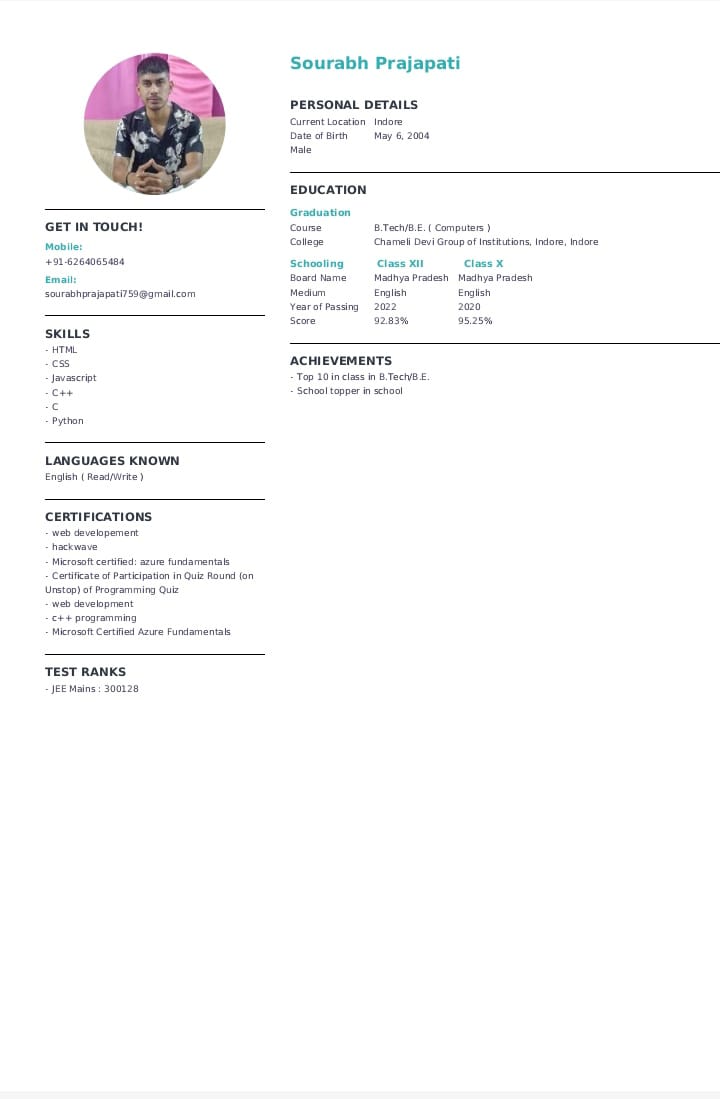 Sourabh Prajapati
PERSONAL DETAILS
Current Location Indore
Date of Birth May 6, 2004
Male
EDUCATION
Graduation
Course B.Tech/B.E. ( Computers )
College Chameli Devi Group of Institutions, Indore, Indore
Schooling Class XII Class X
Board Name Madhya Pradesh Madhya Pradesh
Medium English English
Year of Passing 2022 2020
Score 92.83% 95.25%
ACHIEVEMENTS
- Top 10 in class in B.Tech/B.E.
- School topper in school
GET IN TOUCH!
Mobile:
+91-6264065484
Email:
sourabhprajapati759@gmail.com
SKILLS
- HTML
- CSS
- Javascript
- C++
- C
- Python
LANGUAGES KNOWN
English ( Read/Write )
CERTIFICATIONS
- web developement
- hackwave
- Microsoft certified: azure fundamentals
- Certificate of Participation in Quiz Round (on
Unstop) of Programming Quiz
- web development
- c++ programming
- Microsoft Certified Azure Fundamentals
TEST RANKS
- JEE Mains : 300128